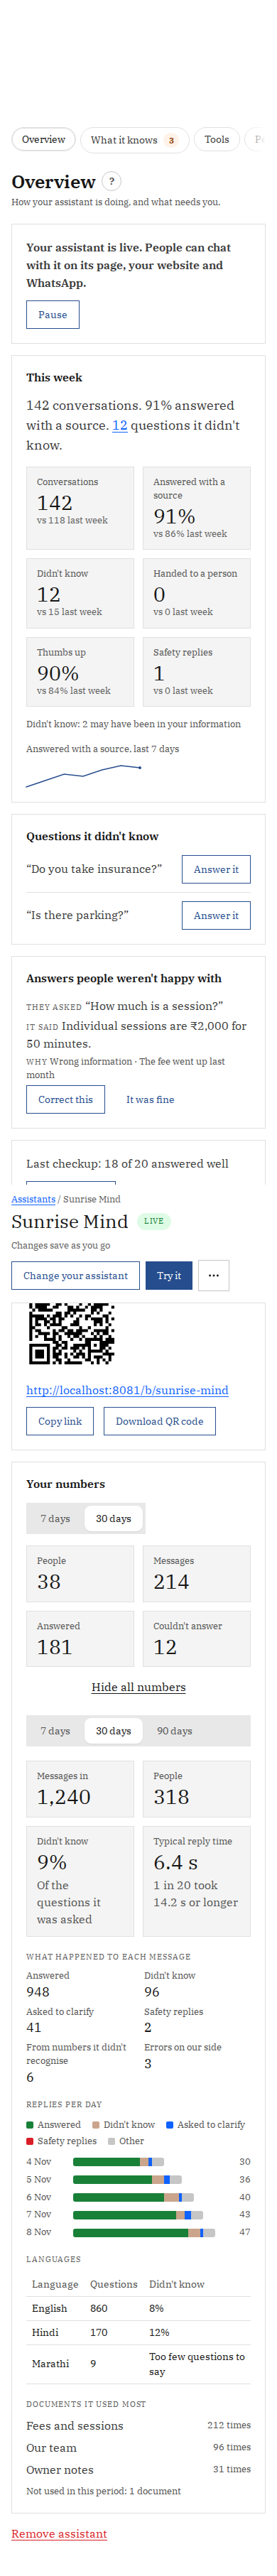 Overview
What it knows 3
Tools
Overview ?
How your assistant is doing, and what needs you.
Your assistant is live. People can chat
with it on its page, your website and
WhatsApp.
Pause
This week
142 conversations. 91% answered
with a source. 12 questions it didn't
know.
Conversations
142
vs 118 last week
Answered with a
source
91%
vs 86% last week
Didn't know
12
vs 15 last week
Handed to a person
0
vs 0 last week
Thumbs up
90%
vs 84% last week
Safety replies
1
vs 0 last week
Didn't know: 2 may have been in your information
Answered with a source, last 7 days
Questions it didn't know
“Do you take insurance?”
Answer it
“Is there parking?”
Answer it
Answers people weren't happy with
THEY ASKED “How much is a session?”
IT SAID Individual sessions are ₹2,000 for
50 minutes.
WHY Wrong information · The fee went up last
month
Correct this
It was fine
Last checkup: 18 of 20 answered well
Assistants / Sunrise Mind
Sunrise Mind LIVE
Changes save as you go
Change your assistant
Try it
...
http://localhost:8081/b/sunrise-mind
Copy link
Download QR code
Your numbers
7 days 30 days
People
38
Messages
214
Answered
181
Couldn't answer
12
Hide all numbers
7 days 30 days 90 days
Messages in
1,240
People
318
Didn't know
9%
Of the
questions it
was asked
Typical reply time
6.4 s
1 in 20 took
14.2 s or longer
WHAT HAPPENED TO EACH MESSAGE
Answered
948
Didn't know
96
Asked to clarify
41
Safety replies
2
From numbers it didn't
recognise
6
Errors on our side
3
REPLIES PER DAY
Answered Didn't know Asked to clarify
Safety replies Other
4 Nov 30
5 Nov 36
6 Nov 40
7 Nov 43
8 Nov 47
LANGUAGES
Language Questions Didn't know
English 860 8%
Hindi 170 12%
Marathi 9 Too few questions to
say
DOCUMENTS IT USED MOST
Fees and sessions 212 times
Our team 96 times
Owner notes 31 times
Not used in this period: 1 document
Remove assistant